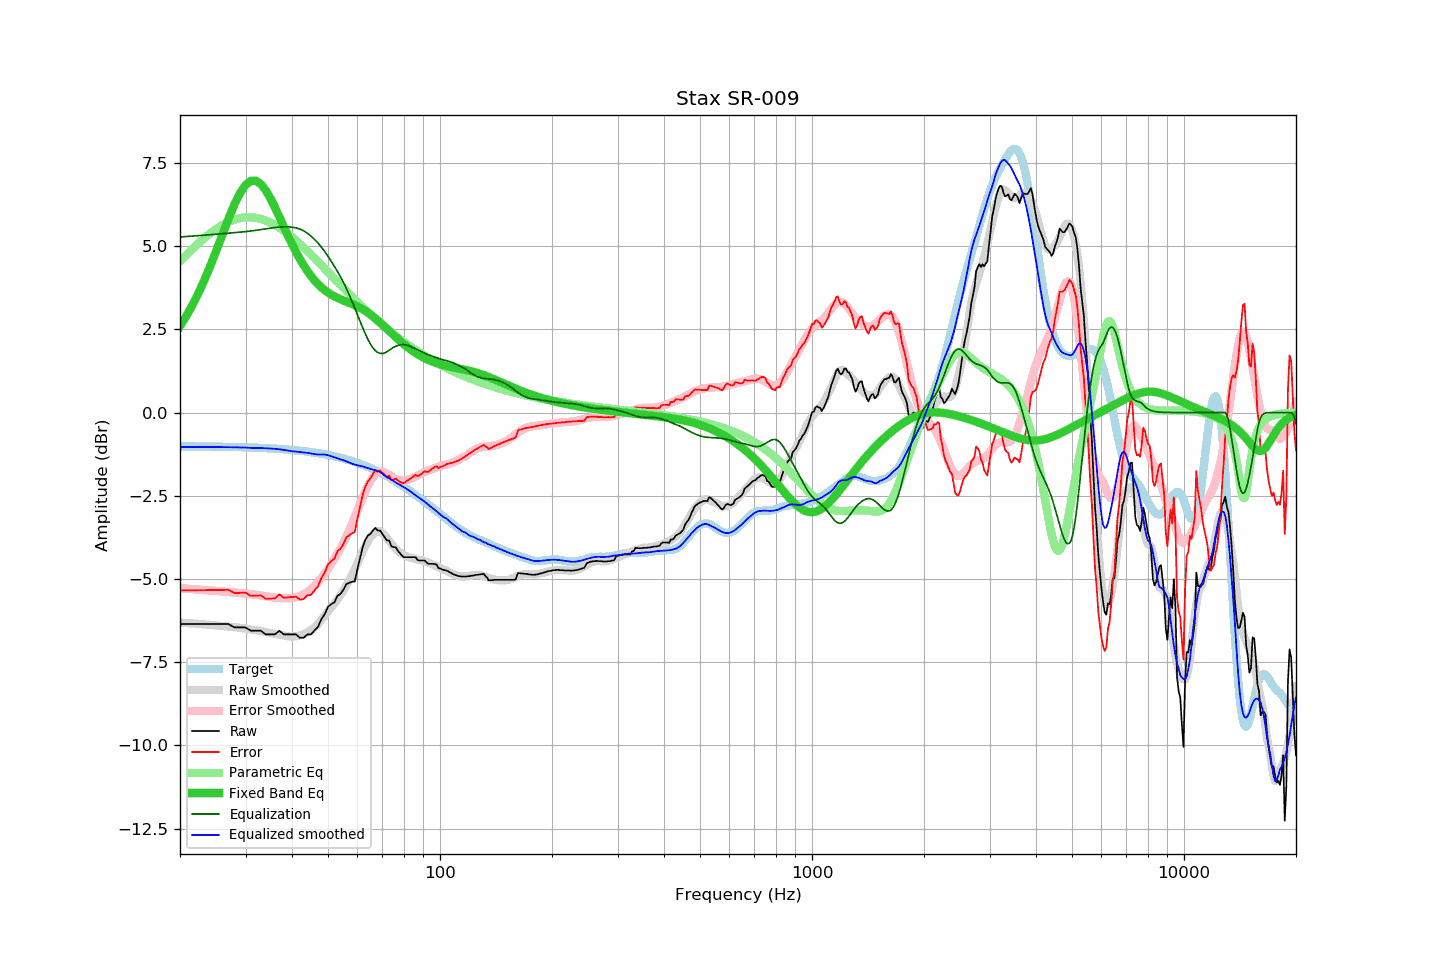 Stax SR-009
7.5
5.0
2.5
0.0
−2.5
−5.0
−7.5
−10.0
−12.5
Amplitude (dBr)
Target
Raw Smoothed
Error Smoothed
Raw
Error
Parametric Eq
Fixed Band Eq
Equalization
Equalized smoothed
100
1000
10000
Frequency (Hz)